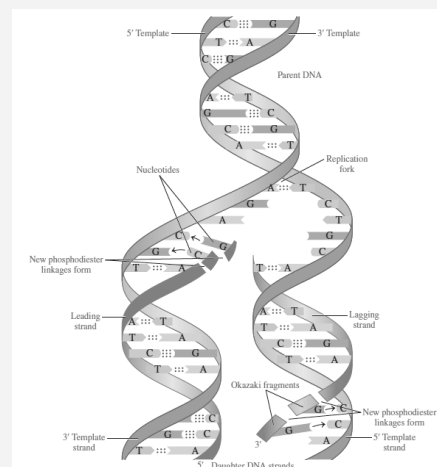 C G
5' Template
3' Template
T A
C G
Parent DNA
A T
G C
C G
A T
Replication
fork
Nucleotides
A T
G C
A T
C G
G
G C C
New phosphodiester
linkages form
T A T A
Leading
strand
Lagging
strand
A T A T
T A T A
C G C G
T A T A
Okazaki fragments
G C
New phosphodiester
linkages form
T C C
G C
3' Template
strand
G C
3'
5' Template
strand
T A A
5' Daughter DNA strands